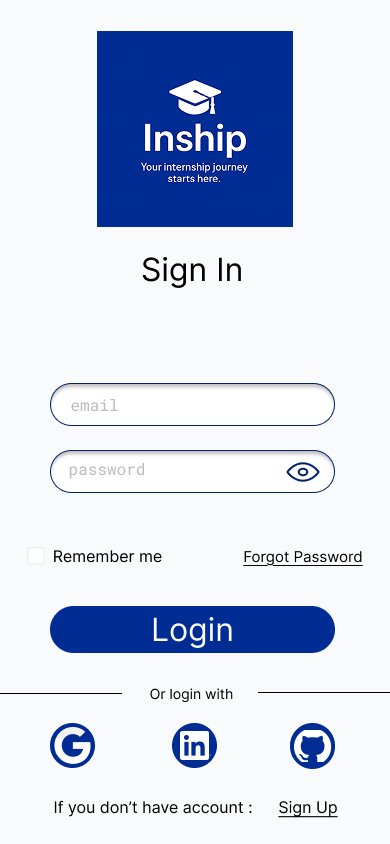 Inship
Your internship journey
starts here.
Sign In
email
password
Remember me
Forgot Password
Login
Or login with
G
in
If you don’t have account :
Sign Up